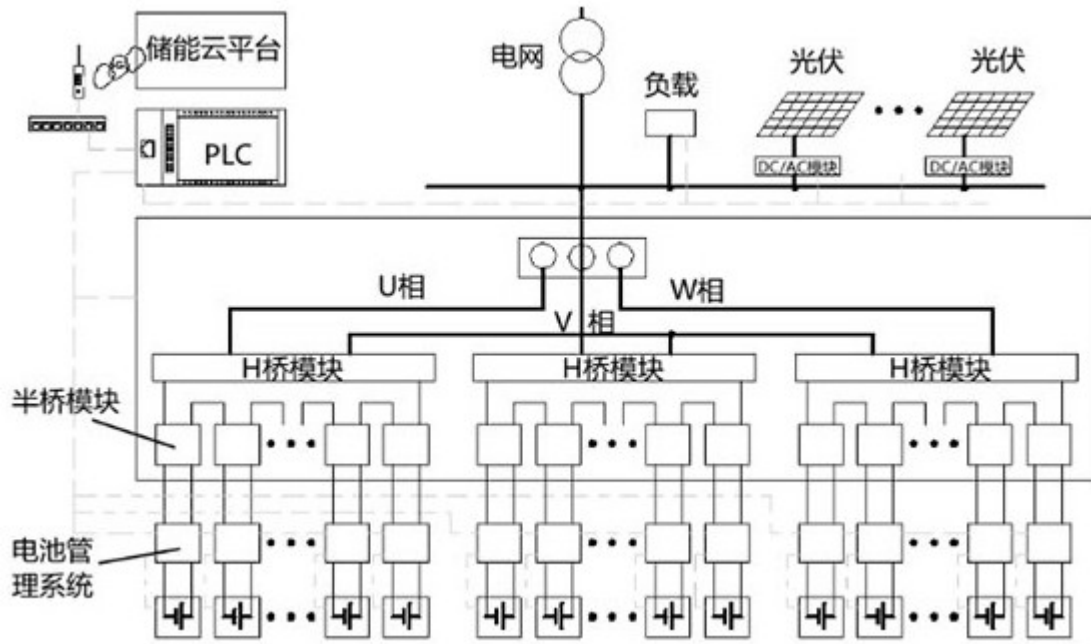 储能云平台
PLC
电网
负载
光伏
光伏
DC/AC模块
DC/AC模块
U相
V 相
W相
H桥模块
H桥模块
H桥模块
半桥模块
电池管
理系统